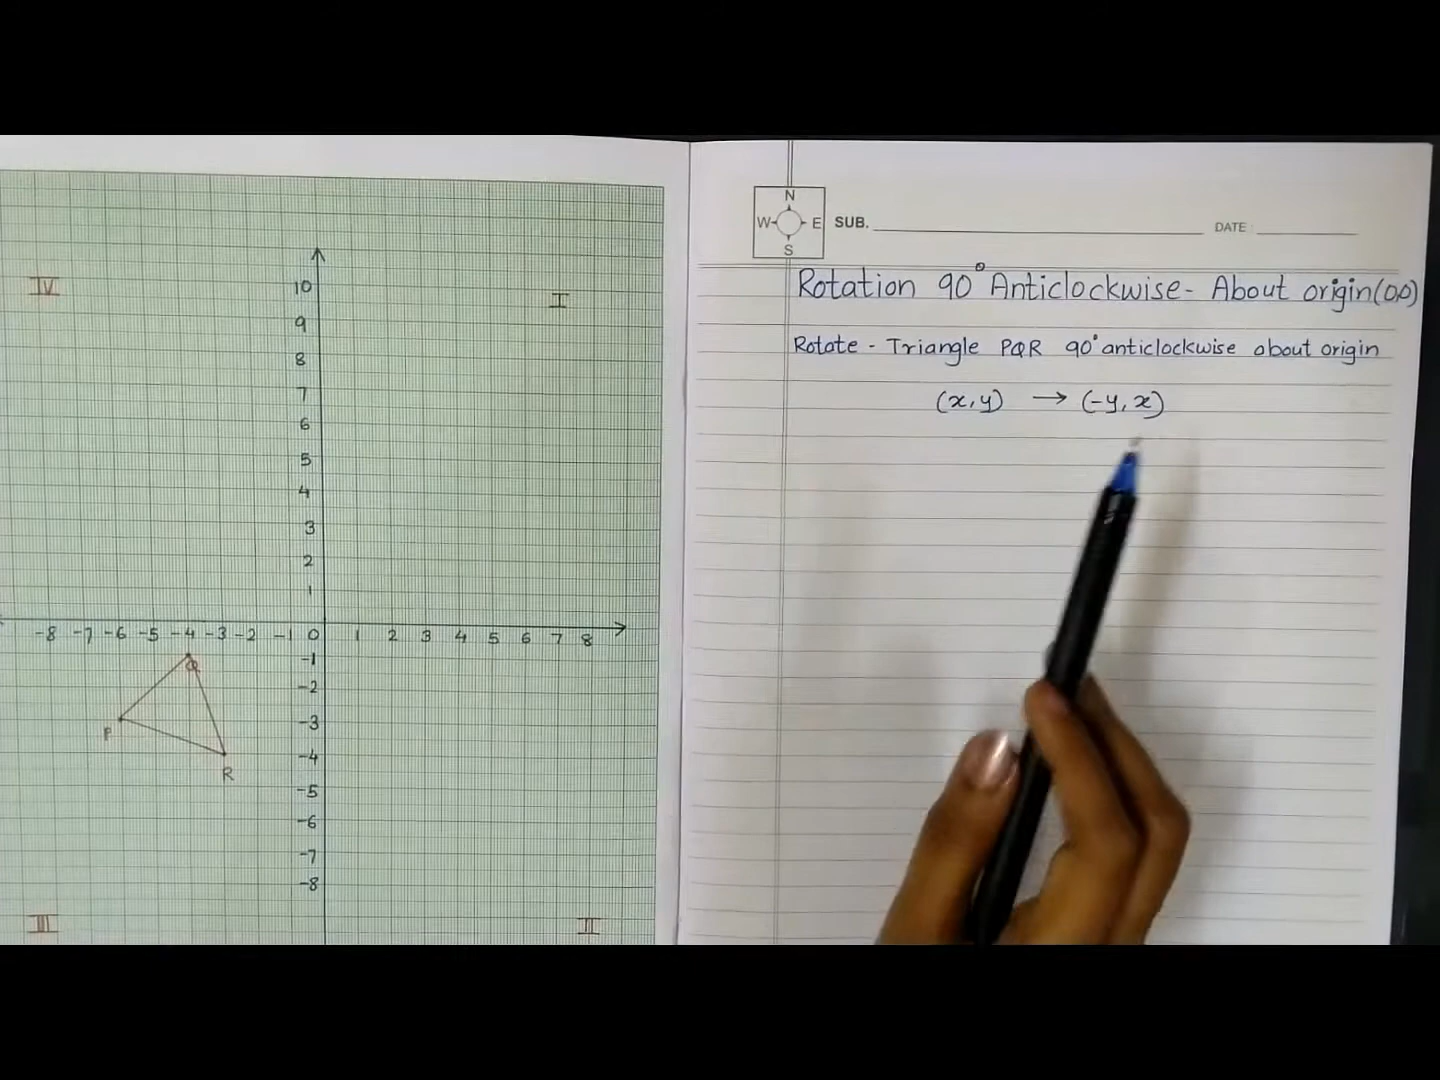 IV
I
10
9
8
7
6
5
4
3
2
1
-8 -7 -6 -5 -4 -3 -2 -1 0 1 2 3 4 5 6 7 8
-1
Q
-2
-3
P
-4
R
-5
-6
-7
-8
III
II
N
W E SUB. DATE :
S
Rotation 90° Anticlockwise - About origin (0,0)
Rotate - Triangle PQR 90° anticlockwise about origin
(x, y) → (-y, x)